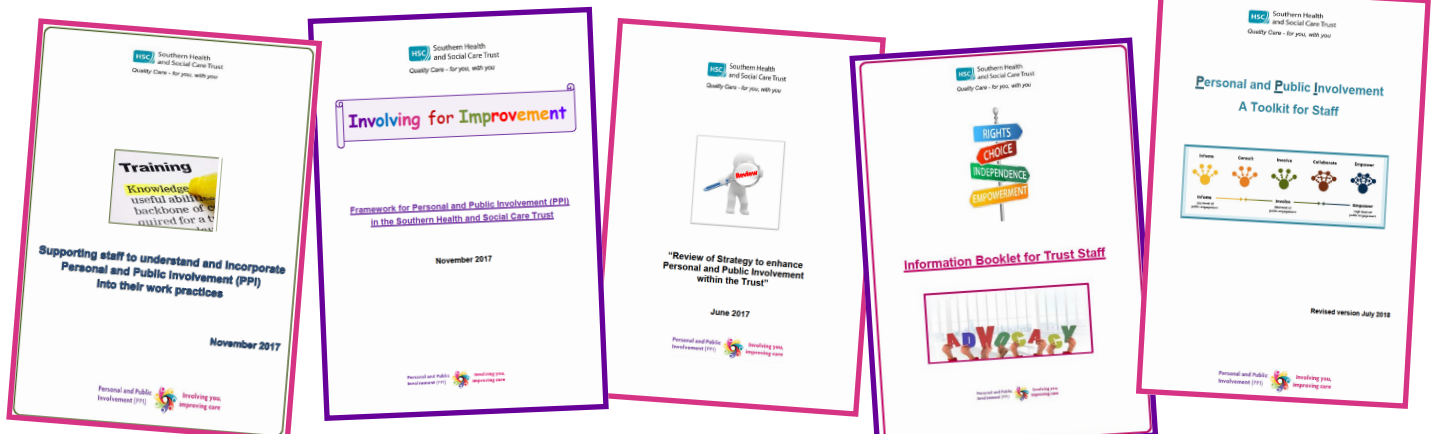 HSC Southern Health
and Social Care Trust
Quality Care - for you, with you
Training
Knowledge
useful abilit
backbone of
quired for a t
Supporting staff to understand and Incorporate
Personal and Public Involvement (PPI)
Into their work practices
November 2017
Personal and Public
Involvement (PPI)
Involving you,
improving care
HSC Southern Health
and Social Care Trust
Quality Care - for you, with you
Involving for Improvement
Framework for Personal and Public Involvement (PPI)
in the Southern Health and Social Care Trust
November 2017
Personal and Public
Involvement (PPI)
Involving you,
improving care
HSC Southern Health
and Social Care Trust
Quality Care - for you, with you
Review
"Review of Strategy to enhance
Personal and Public Involvement
within the Trust"
June 2017
Personal and Public
Involvement (PPI)
Involving you,
improving care
HSC Southern Health
and Social Care Trust
Quality Care - for you, with you
RIGHTS
CHOICE
INDEPENDENCE
EMPOWERMENT
Information Booklet for Trust Staff
ADVOCACY
Personal and Public
Involvement (PPI)
Involving you,
improving care
HSC Southern Health
and Social Care Trust
Quality Care - for you, with you
Personal and Public Involvement
A Toolkit for Staff
Inform Consult Involve Collaborate Empower
Inform Involve Empower
Revised version July 2018
Personal and Public
Involvement (PPI)
Involving you,
improving care